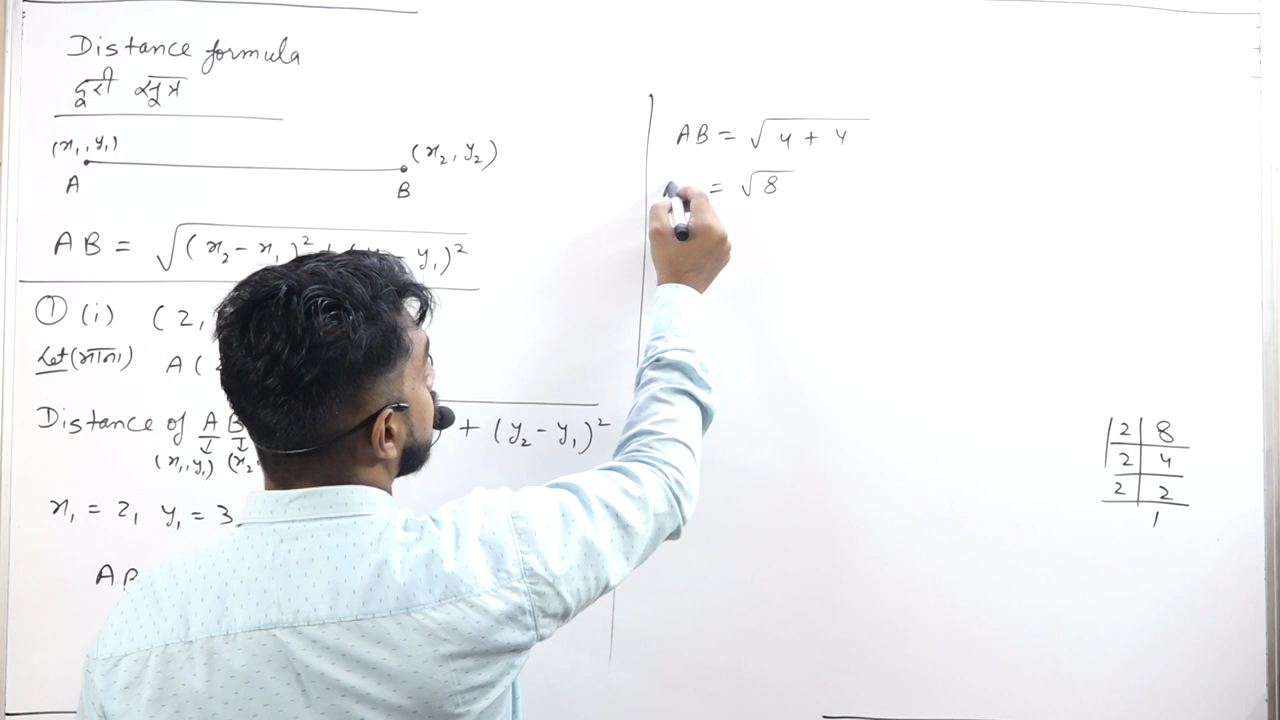 Distance formula
दूरी सूत्र
(x₁, y₁)
(x₂, y₂)
A
B
AB = √(x₂ - x₁)² + - y₁)²
① (i) (2,
Let (माना) A (
Distance of A B + (y₂ - y₁)²
(x₁, y₁) (x₂
x₁ = 2, y₁ = 3
AB = √4 + 4
= √8
2 | 8
2 | 4
2 | 2
1